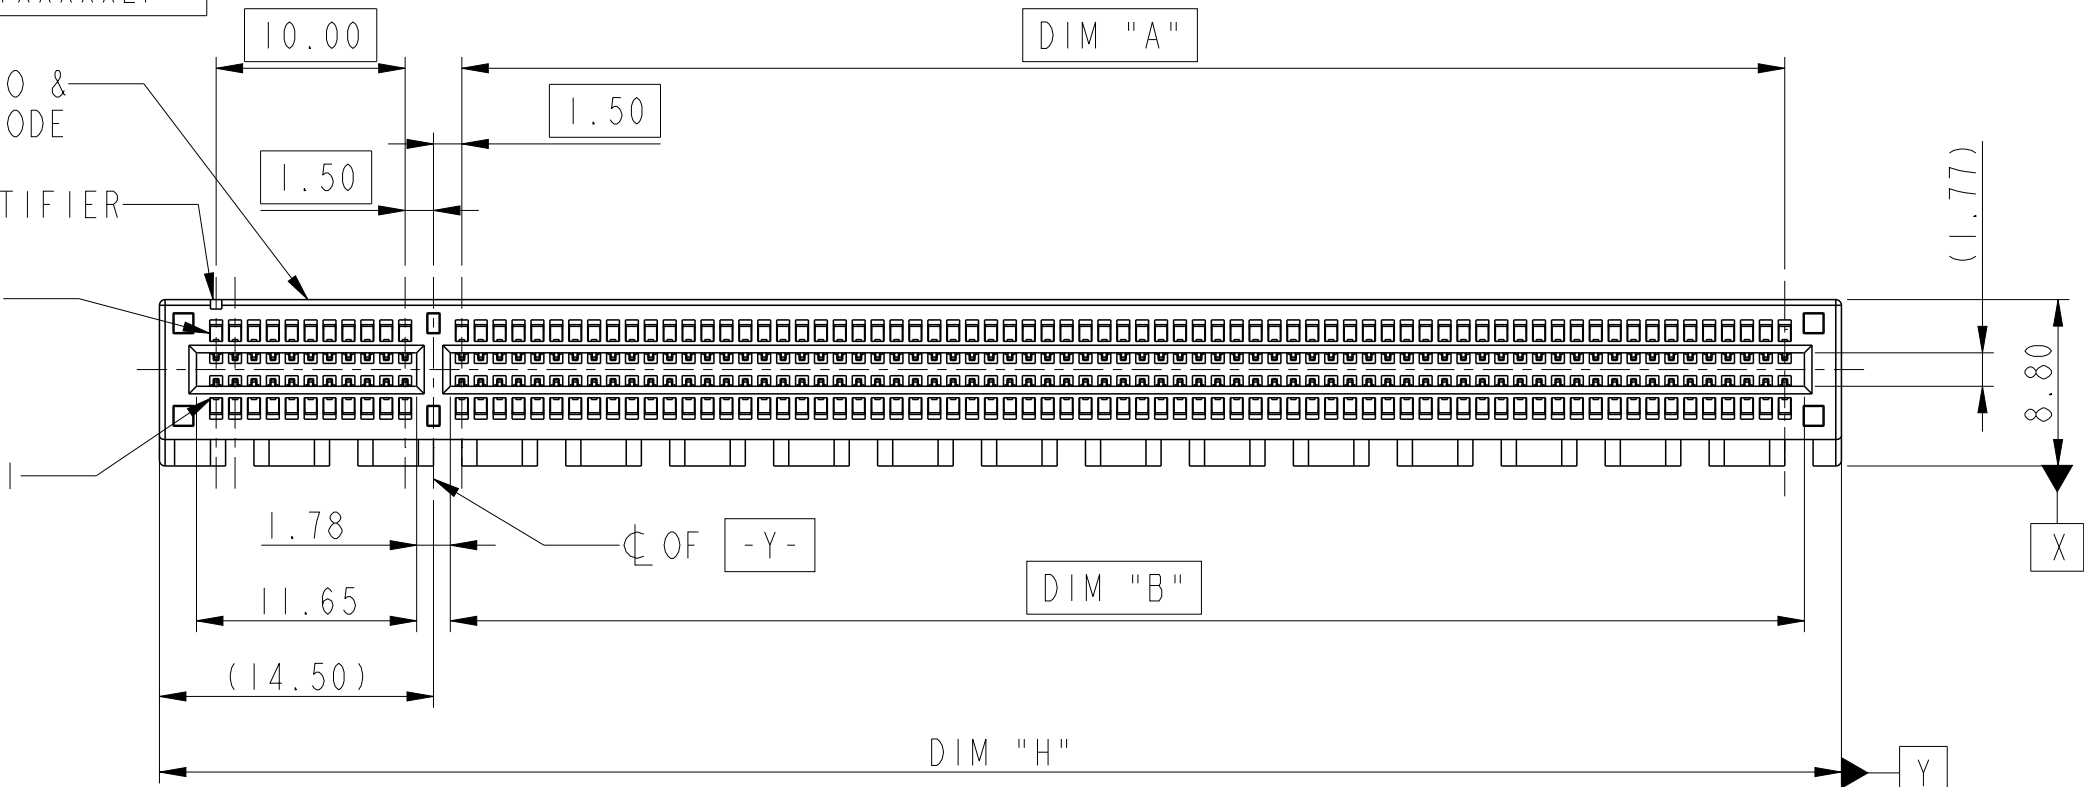 10.00
DIM "A"
O &
ODE
1.50
1.50
TIFIER
(1.77)
8.80
1.78
℄ OF -Y-
X
11.65
DIM "B"
(14.50)
DIM "H"
Y